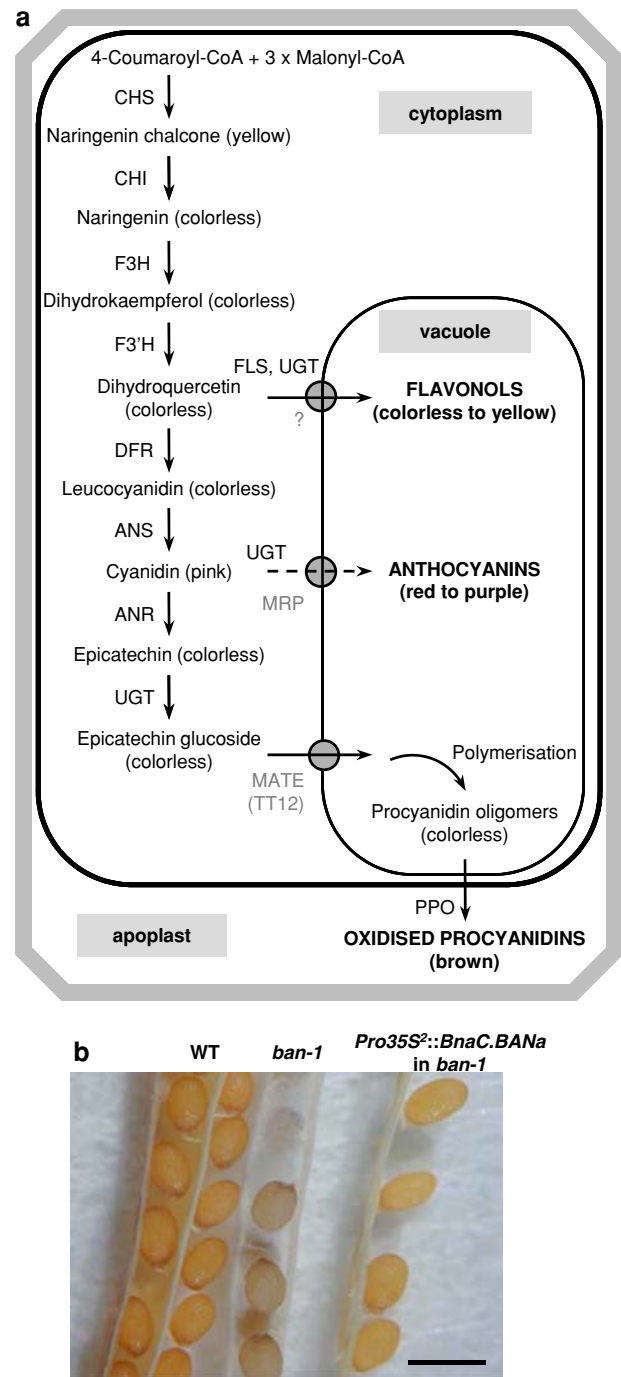 a
4-Coumaroyl-CoA + 3 x Malonyl-CoA
CHS
cytoplasm
Naringenin chalcone (yellow)
CHI
Naringenin (colorless)
F3H
Dihydrokaempferol (colorless)
F3'H
vacuole
FLS, UGT
Dihydroquercetin
(colorless)
?
FLAVONOLS
(colorless to yellow)
DFR
Leucocyanidin (colorless)
ANS
UGT
Cyanidin (pink)
MRP
ANTHOCYANINS
(red to purple)
ANR
Epicatechin (colorless)
UGT
Epicatechin glucoside
(colorless)
MATE
(TT12)
Polymerisation
Procyanidin oligomers
(colorless)
PPO
apoplast
OXIDISED PROCYANIDINS
(brown)
b
WT
ban-1
Pro35S²::BnaC.BANa
in ban-1